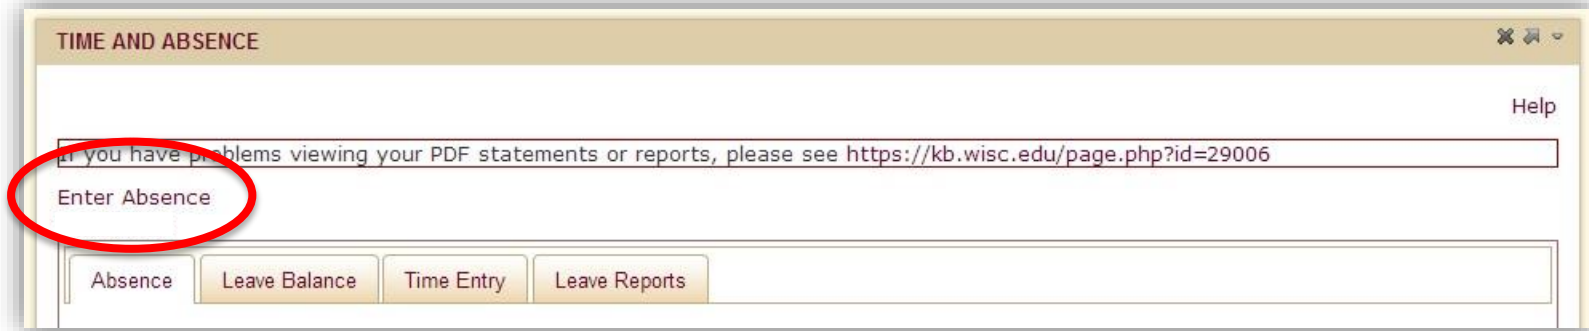 TIME AND ABSENCE
Help
If you have problems viewing your PDF statements or reports, please see https://kb.wisc.edu/page.php?id=29006
Enter Absence
Absence Leave Balance Time Entry Leave Reports